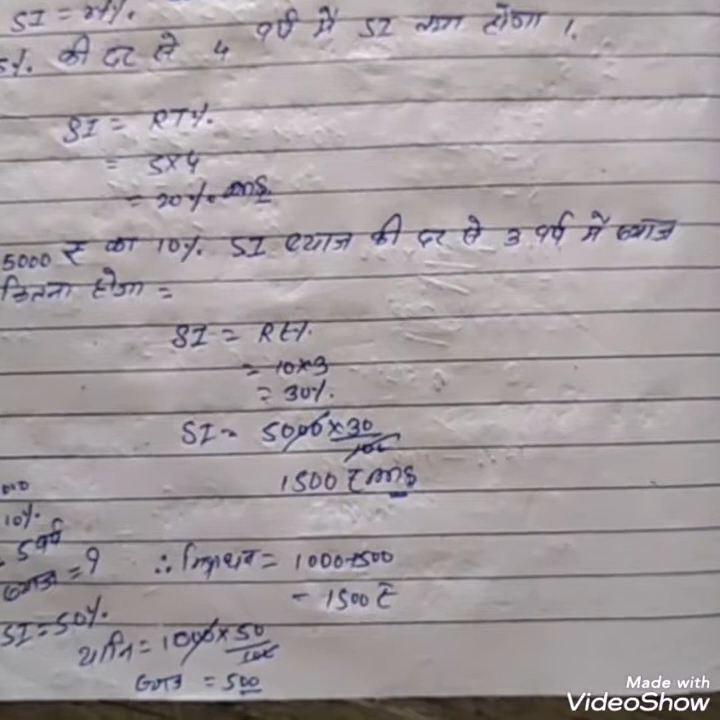 SI = R
5% की दर से 4 वर्ष में SI क्या होगा ।
SI = RT%
= 5×4
= 20% Ans
5000 ₹ का 10% SI ब्याज की दर से 3 वर्ष में ब्याज
कितना होगा =
SI = Rt%
= 10×3
= 30%
SI = 5000×30/100
1500 ₹ Ans
10%
5 वर्ष
ब्याज = ?
∴ मिश्रधन = 1000+500
= 1500 ₹
SI = 50%
= 1000×50/100
ब्याज = 500
Made with
VideoShow